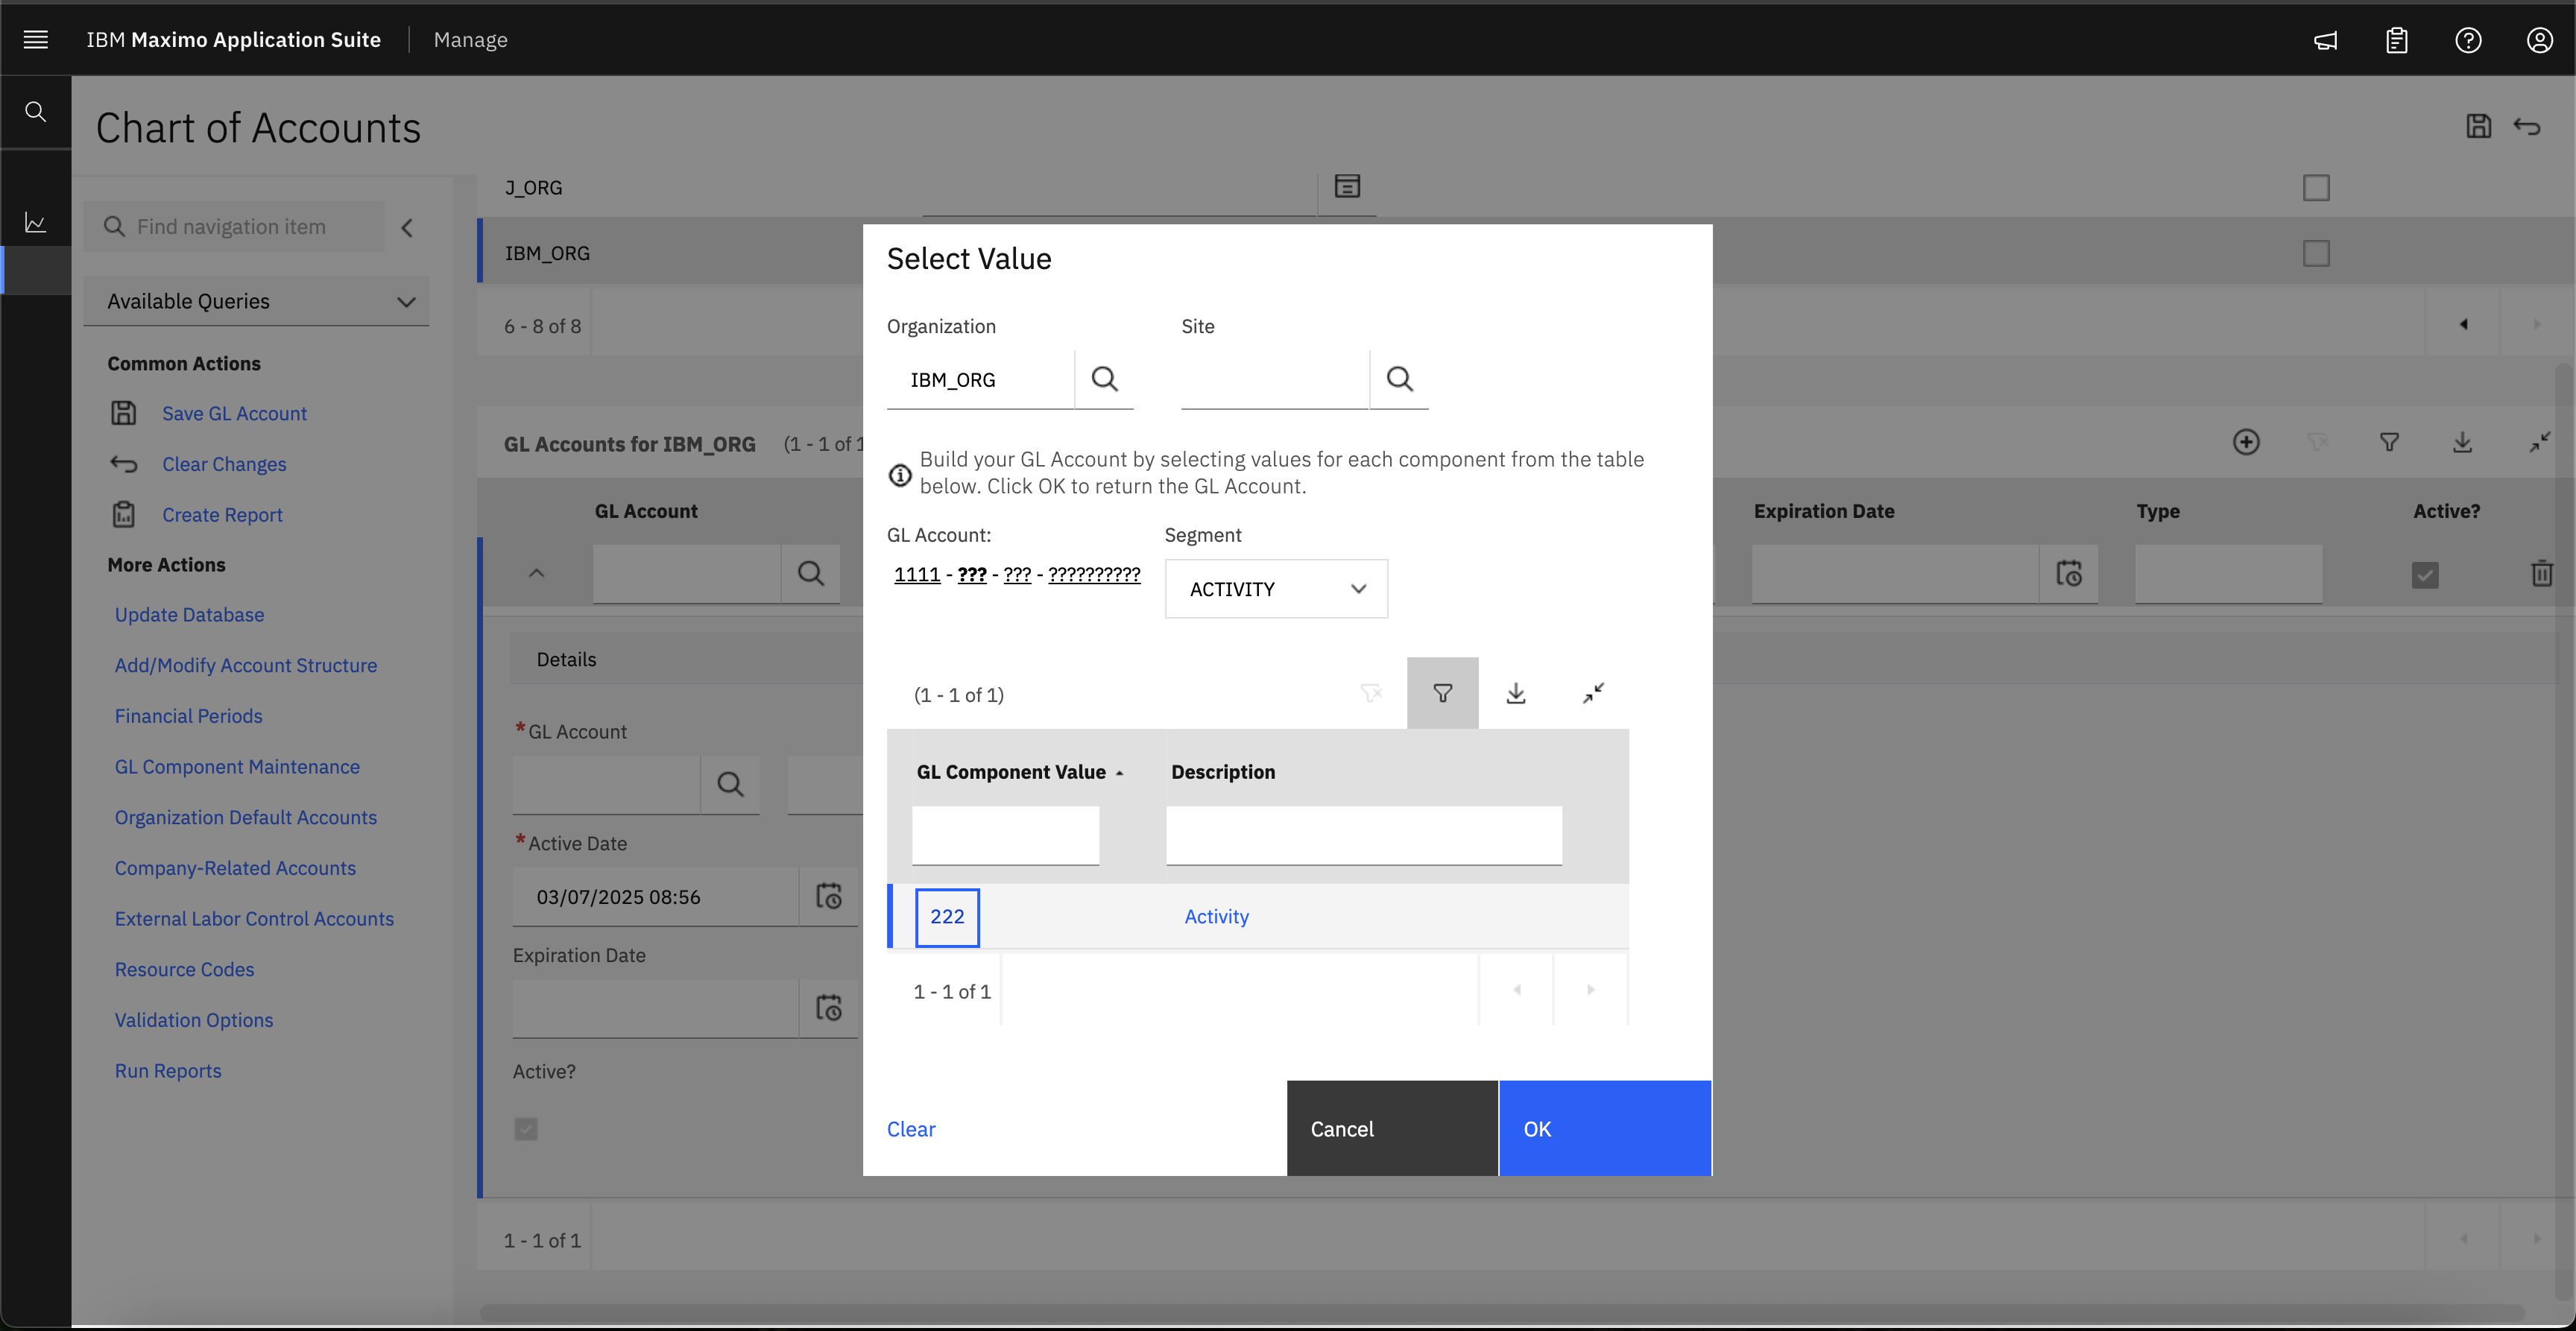 IBM Maximo Application Suite
Manage
Chart of Accounts
Find navigation item
Available Queries
Common Actions
Save GL Account
Clear Changes
Create Report
More Actions
Update Database
Add/Modify Account Structure
Financial Periods
GL Component Maintenance
Organization Default Accounts
Company-Related Accounts
External Labor Control Accounts
Resource Codes
Validation Options
Run Reports
J_ORG
IBM_ORG
6 - 8 of 8
GL Accounts for IBM_ORG (1 - 1 of 1
GL Account
Expiration Date
Type
Active?
Details
*GL Account
*Active Date
03/07/2025 08:56
Expiration Date
Active?
1 - 1 of 1
Select Value
Organization
Site
IBM_ORG
Build your GL Account by selecting values for each component from the table
below. Click OK to return the GL Account.
GL Account:
Segment
1111 - ??? - ??? - ??????????
ACTIVITY
(1 - 1 of 1)
GL Component Value
Description
222
Activity
1 - 1 of 1
Clear
Cancel
OK